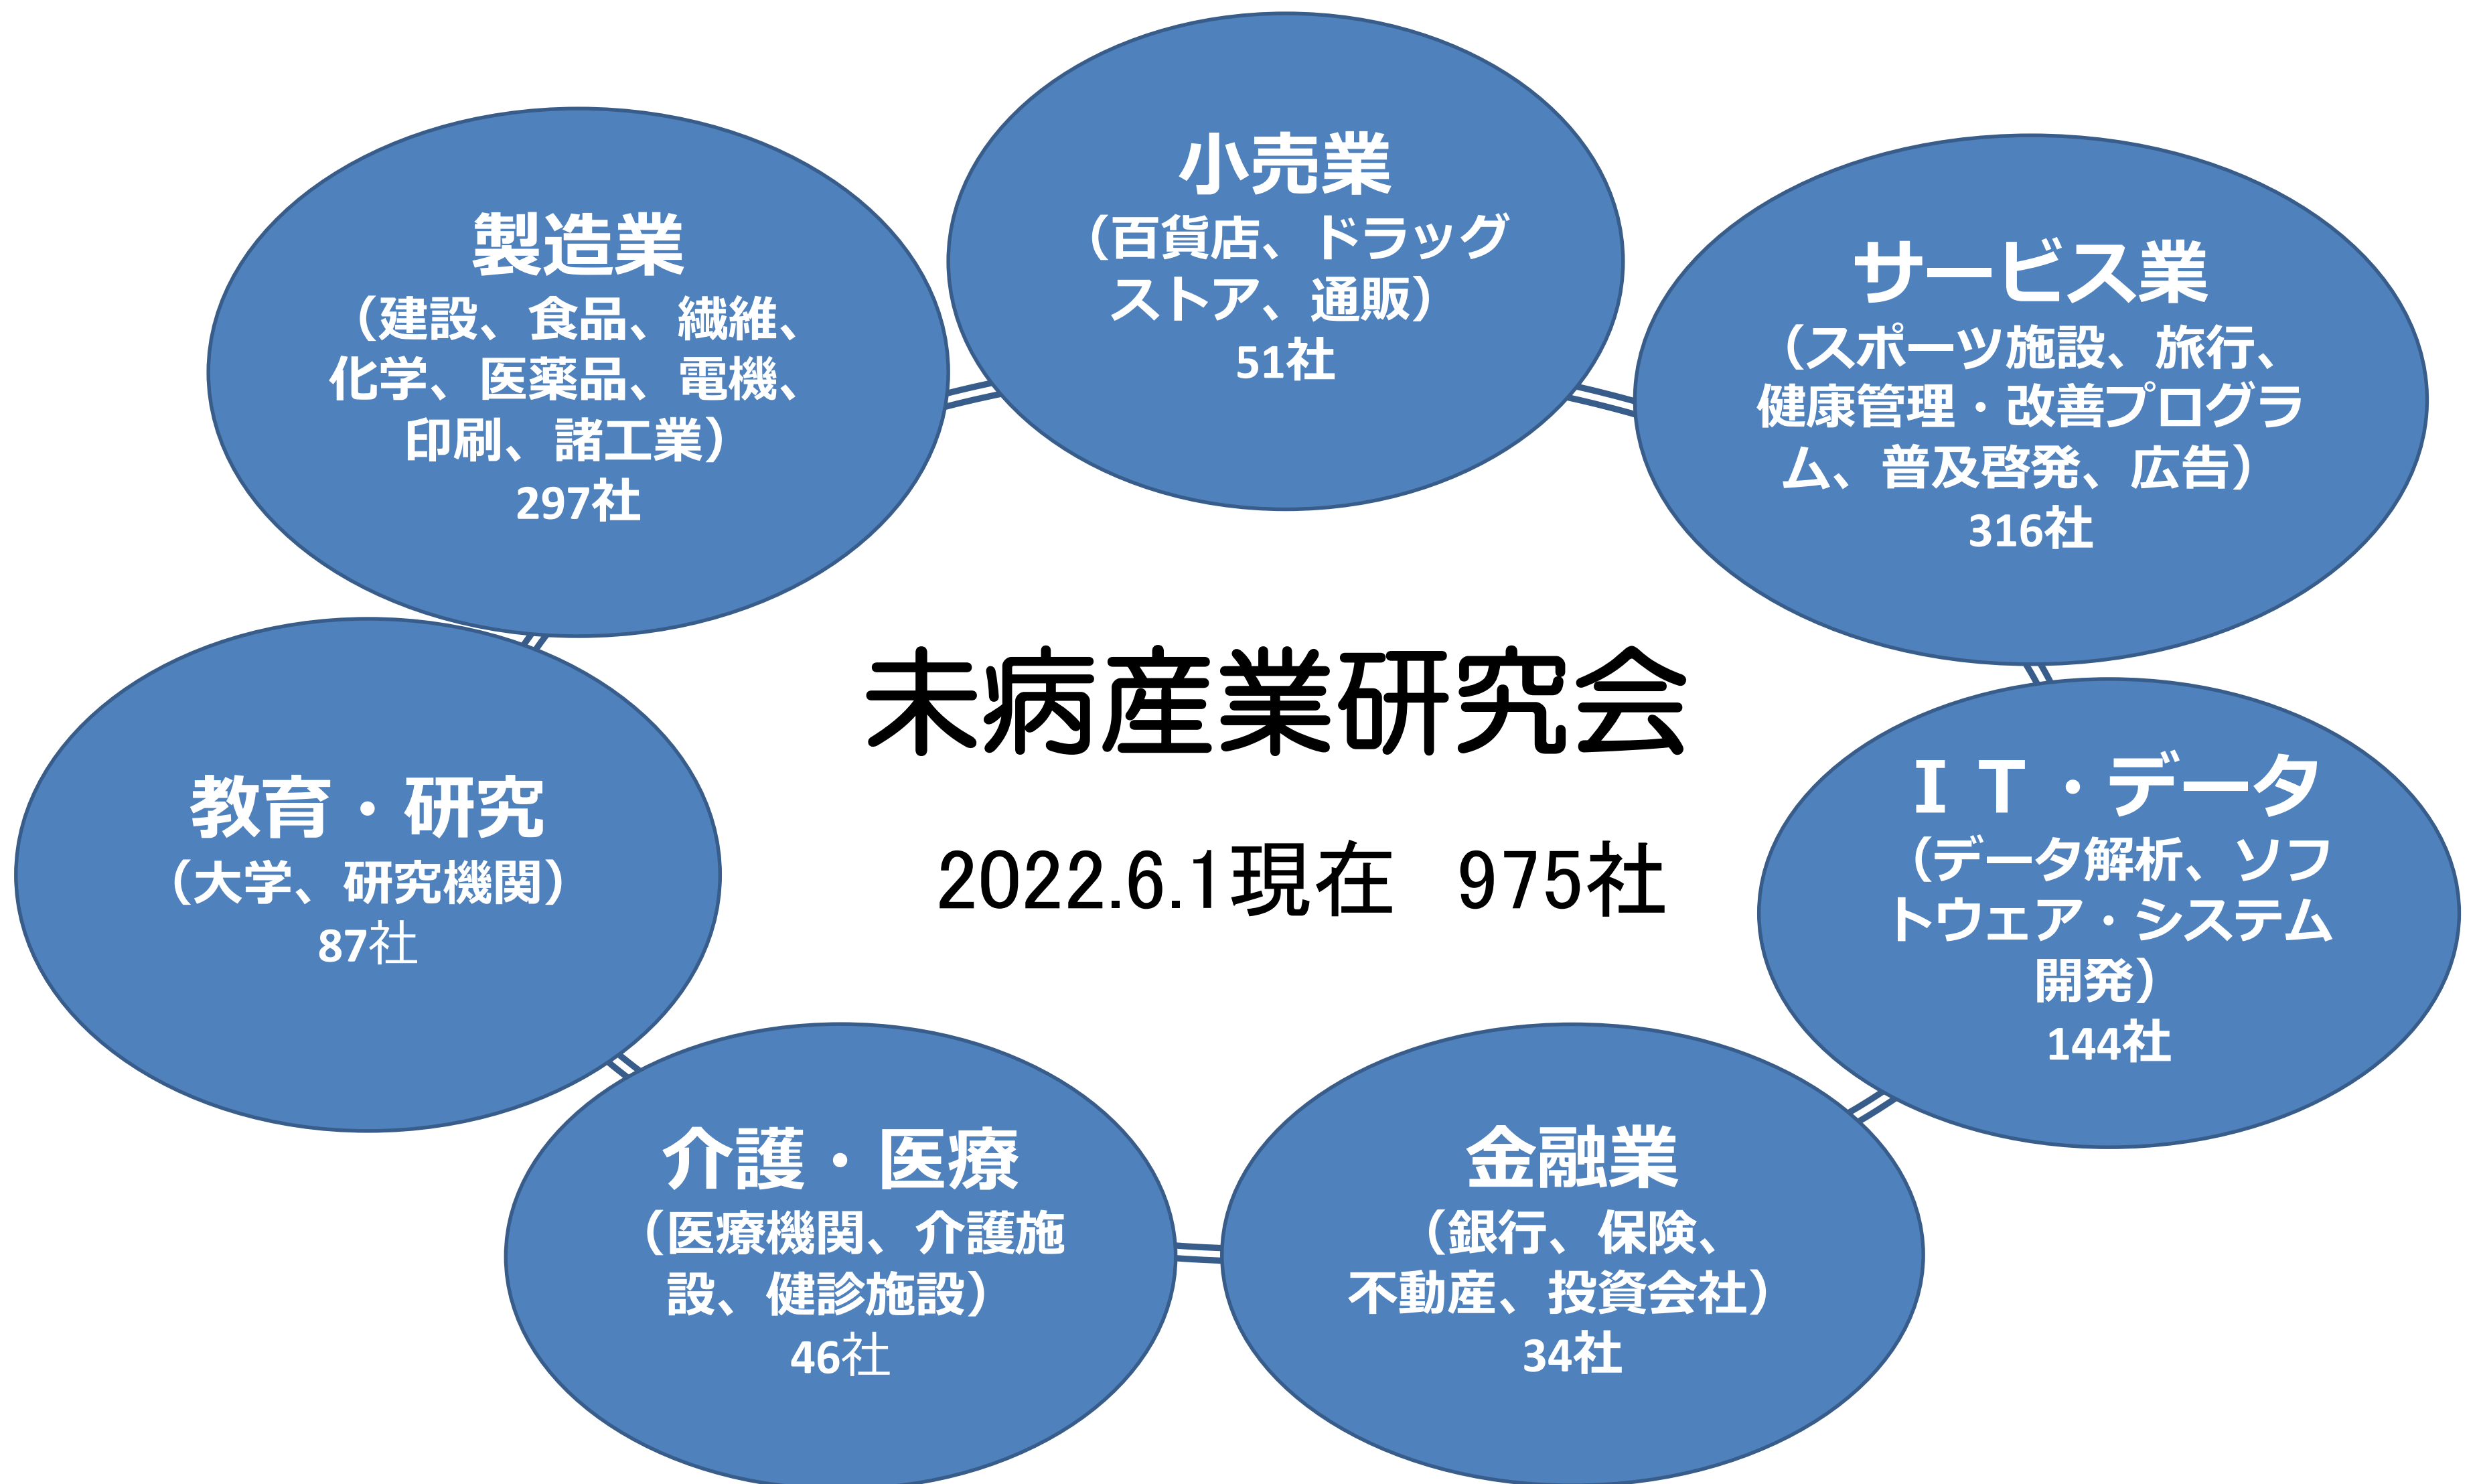 小売業
（百貨店、ドラッグ
ストア、通販）
51社
製造業
（建設、食品、繊維、
化学、医薬品、電機、
印刷、諸工業）
297社
サービス業
（スポーツ施設、旅行、
健康管理・改善プログラ
ム、普及啓発、広告）
316社
未病産業研究会
2022.6.1現在　975社
教育・研究
（大学、研究機関）
87社
ＩＴ・データ
（データ解析、ソフ
トウェア・システム
開発）
144社
介護・医療
（医療機関、介護施
設、健診施設）
46社
金融業
（銀行、保険、
不動産、投資会社）
34社